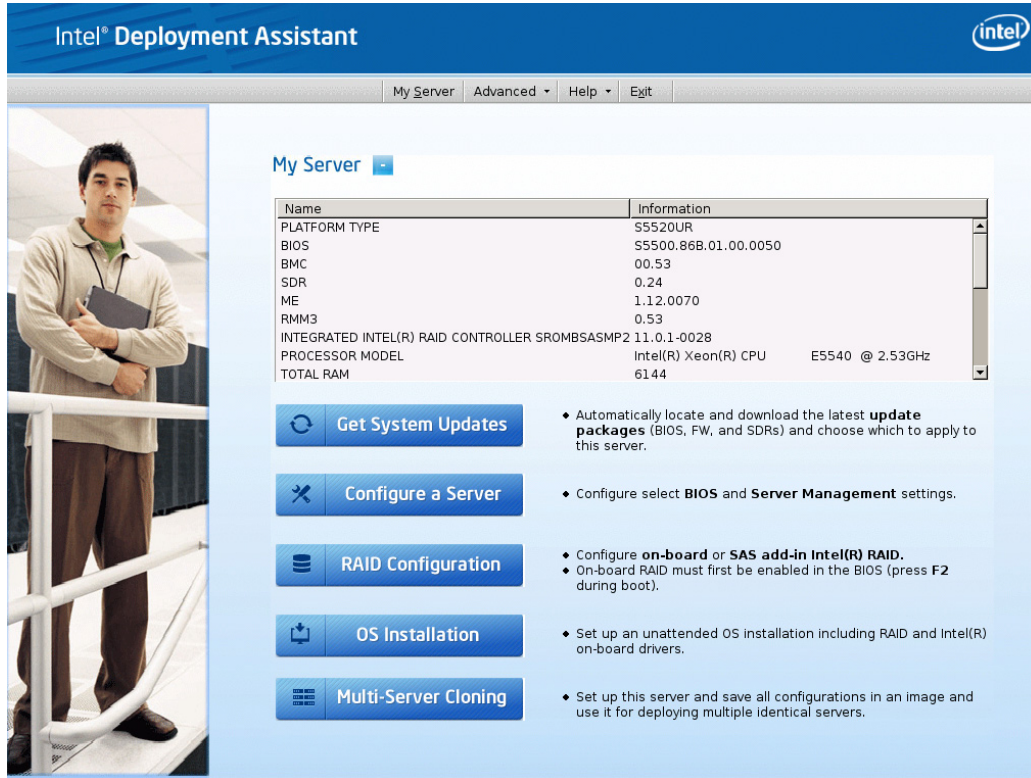 Intel® Deployment Assistant
intel
My Server
Advanced
Help
Exit
My Server
Name Information
PLATFORM TYPE S5520UR
BIOS S5500.86B.01.00.0050
BMC 00.53
SDR 0.24
ME 1.12.0070
RMM3 0.53
INTEGRATED INTEL(R) RAID CONTROLLER SROMBSASMP2 11.0.1-0028
PROCESSOR MODEL Intel(R) Xeon(R) CPU E5540 @ 2.53GHz
TOTAL RAM 6144
Get System Updates
• Automatically locate and download the latest update
packages (BIOS, FW, and SDRs) and choose which to apply to
this server.
Configure a Server
• Configure select BIOS and Server Management settings.
RAID Configuration
• Configure on-board or SAS add-in Intel(R) RAID.
• On-board RAID must first be enabled in the BIOS (press F2
during boot).
OS Installation
• Set up an unattended OS installation including RAID and Intel(R)
on-board drivers.
Multi-Server Cloning
• Set up this server and save all configurations in an image and
use it for deploying multiple identical servers.